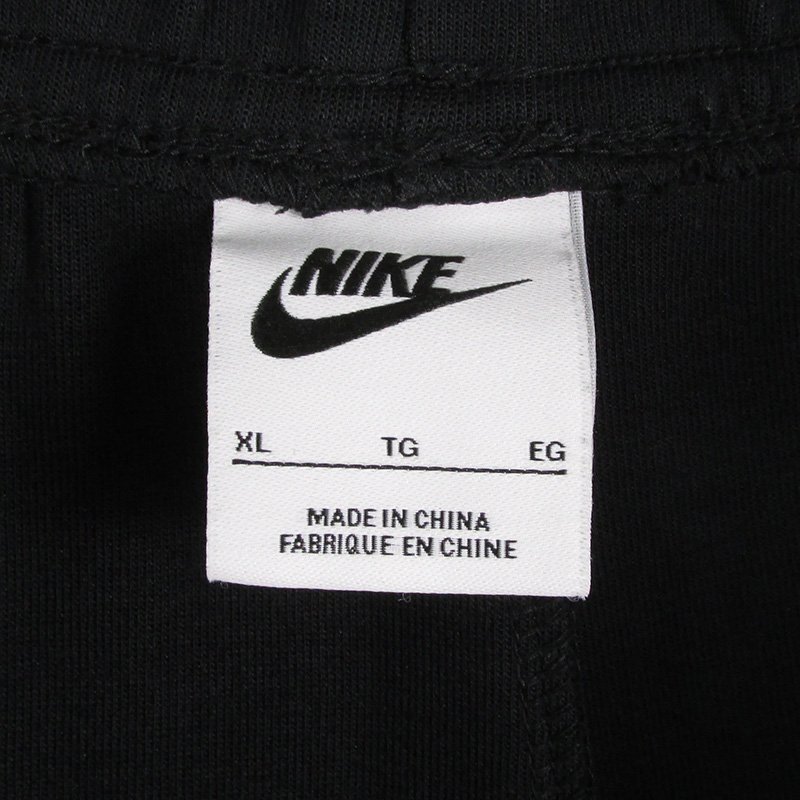 NIKE
XL TG EG
MADE IN CHINA
FABRIQUE EN CHINE